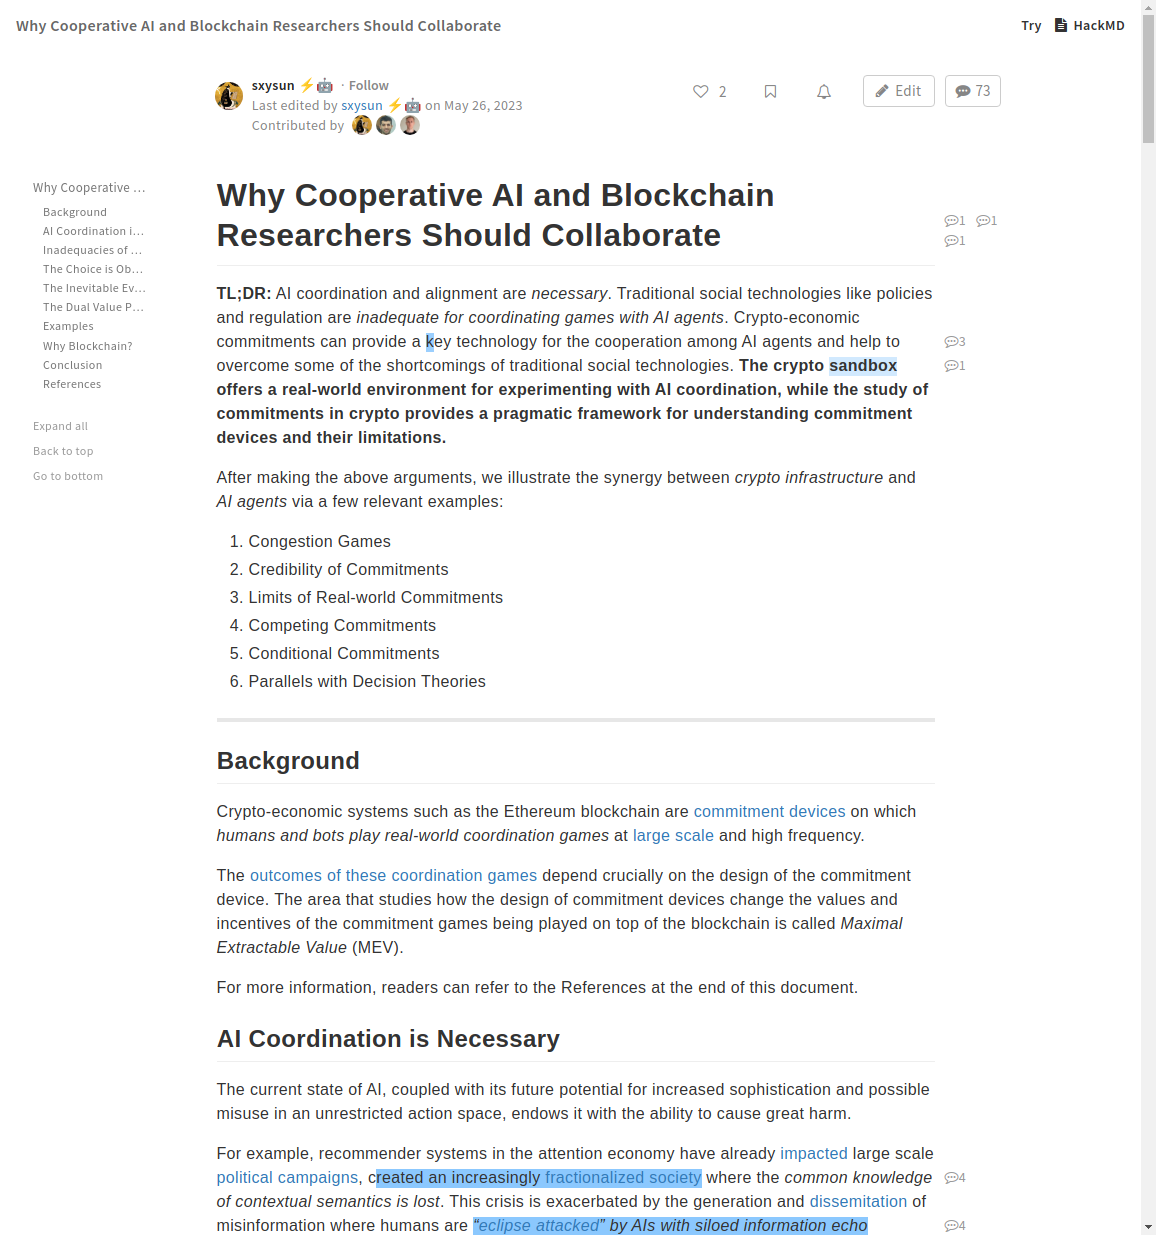 Why Cooperative AI and Blockchain Researchers Should Collaborate
Try HackMD
sxysun ⚡🤖 · Follow
Last edited by sxysun ⚡🤖 on May 26, 2023
Contributed by
2
Edit
73
Why Cooperative …
Background
AI Coordination i…
Inadequacies of …
The Choice is Ob…
The Inevitable Ev…
The Dual Value P…
Examples
Why Blockchain?
Conclusion
References
Expand all
Back to top
Go to bottom
Why Cooperative AI and Blockchain
Researchers Should Collaborate
1 1
1
TL;DR: AI coordination and alignment are necessary. Traditional social technologies like policies
and regulation are inadequate for coordinating games with AI agents. Crypto-economic
commitments can provide a key technology for the cooperation among AI agents and help to
3
overcome some of the shortcomings of traditional social technologies. The crypto sandbox
1
offers a real-world environment for experimenting with AI coordination, while the study of
commitments in crypto provides a pragmatic framework for understanding commitment
devices and their limitations.
After making the above arguments, we illustrate the synergy between crypto infrastructure and
AI agents via a few relevant examples:
1. Congestion Games
2. Credibility of Commitments
3. Limits of Real-world Commitments
4. Competing Commitments
5. Conditional Commitments
6. Parallels with Decision Theories
Background
Crypto-economic systems such as the Ethereum blockchain are commitment devices on which
humans and bots play real-world coordination games at large scale and high frequency.
The outcomes of these coordination games depend crucially on the design of the commitment
device. The area that studies how the design of commitment devices change the values and
incentives of the commitment games being played on top of the blockchain is called Maximal
Extractable Value (MEV).
For more information, readers can refer to the References at the end of this document.
AI Coordination is Necessary
The current state of AI, coupled with its future potential for increased sophistication and possible
misuse in an unrestricted action space, endows it with the ability to cause great harm.
For example, recommender systems in the attention economy have already impacted large scale
political campaigns, created an increasingly fractionalized society where the common knowledge
4
of contextual semantics is lost. This crisis is exacerbated by the generation and dissemitation of
misinformation where humans are “eclipse attacked” by AIs with siloed information echo
4